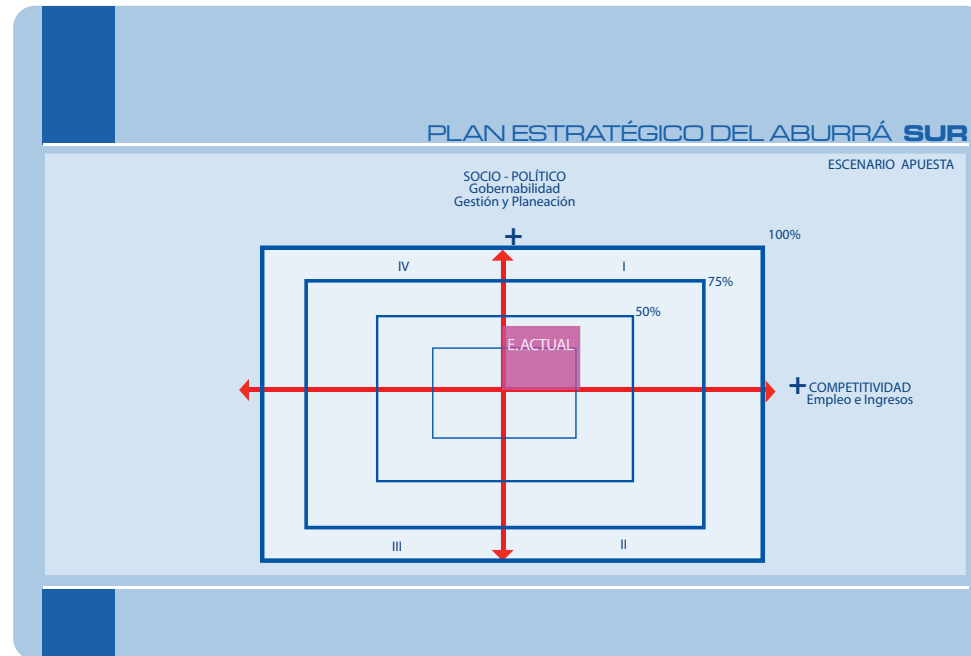 PLAN ESTRATÉGICO DEL ABURRÁ SUR
ESCENARIO APUESTA
SOCIO - POLÍTICO
Gobernabilidad
Gestión y Planeación
+
100%
IV
I
75%
50%
E. ACTUAL
+ COMPETITIVIDAD
Empleo e Ingresos
III
II